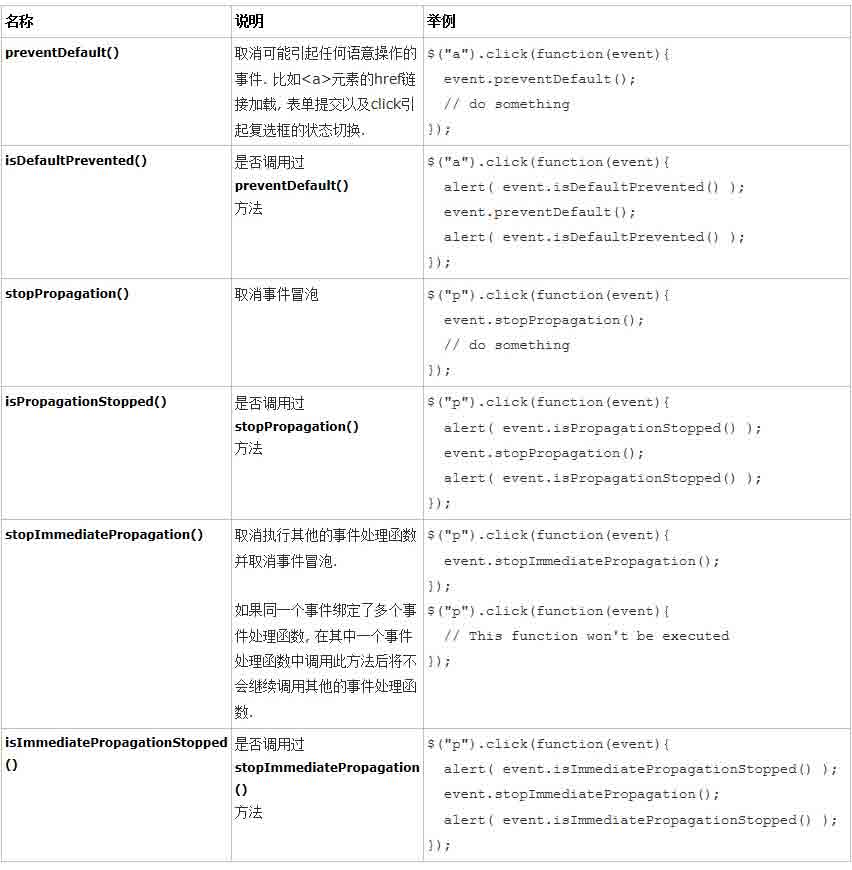 名称 说明 举例
preventDefault()
取消可能引起任何语意操作的
事件. 比如<a>元素的href链
接加载, 表单提交以及click引
起复选框的状态切换.
$("a").click(function(event){
  event.preventDefault();
  // do something
});
isDefaultPrevented()
是否调用过
preventDefault()
方法
$("a").click(function(event){
  alert( event.isDefaultPrevented() );
  event.preventDefault();
  alert( event.isDefaultPrevented() );
});
stopPropagation()
取消事件冒泡
$("p").click(function(event){
  event.stopPropagation();
  // do something
});
isPropagationStopped()
是否调用过
stopPropagation()
方法
$("p").click(function(event){
  alert( event.isPropagationStopped() );
  event.stopPropagation();
  alert( event.isPropagationStopped() );
});
stopImmediatePropagation()
取消执行其他的事件处理函数
并取消事件冒泡.
如果同一个事件绑定了多个事
件处理函数, 在其中一个事件
处理函数中调用此方法后将不
会继续调用其他的事件处理函
数.
$("p").click(function(event){
  event.stopImmediatePropagation();
});
$("p").click(function(event){
  // This function won't be executed
});
isImmediatePropagationStopped
()
是否调用过
stopImmediatePropagation
()
方法
$("p").click(function(event){
  alert( event.isImmediatePropagationStopped() );
  event.stopImmediatePropagation();
  alert( event.isImmediatePropagationStopped() );
});